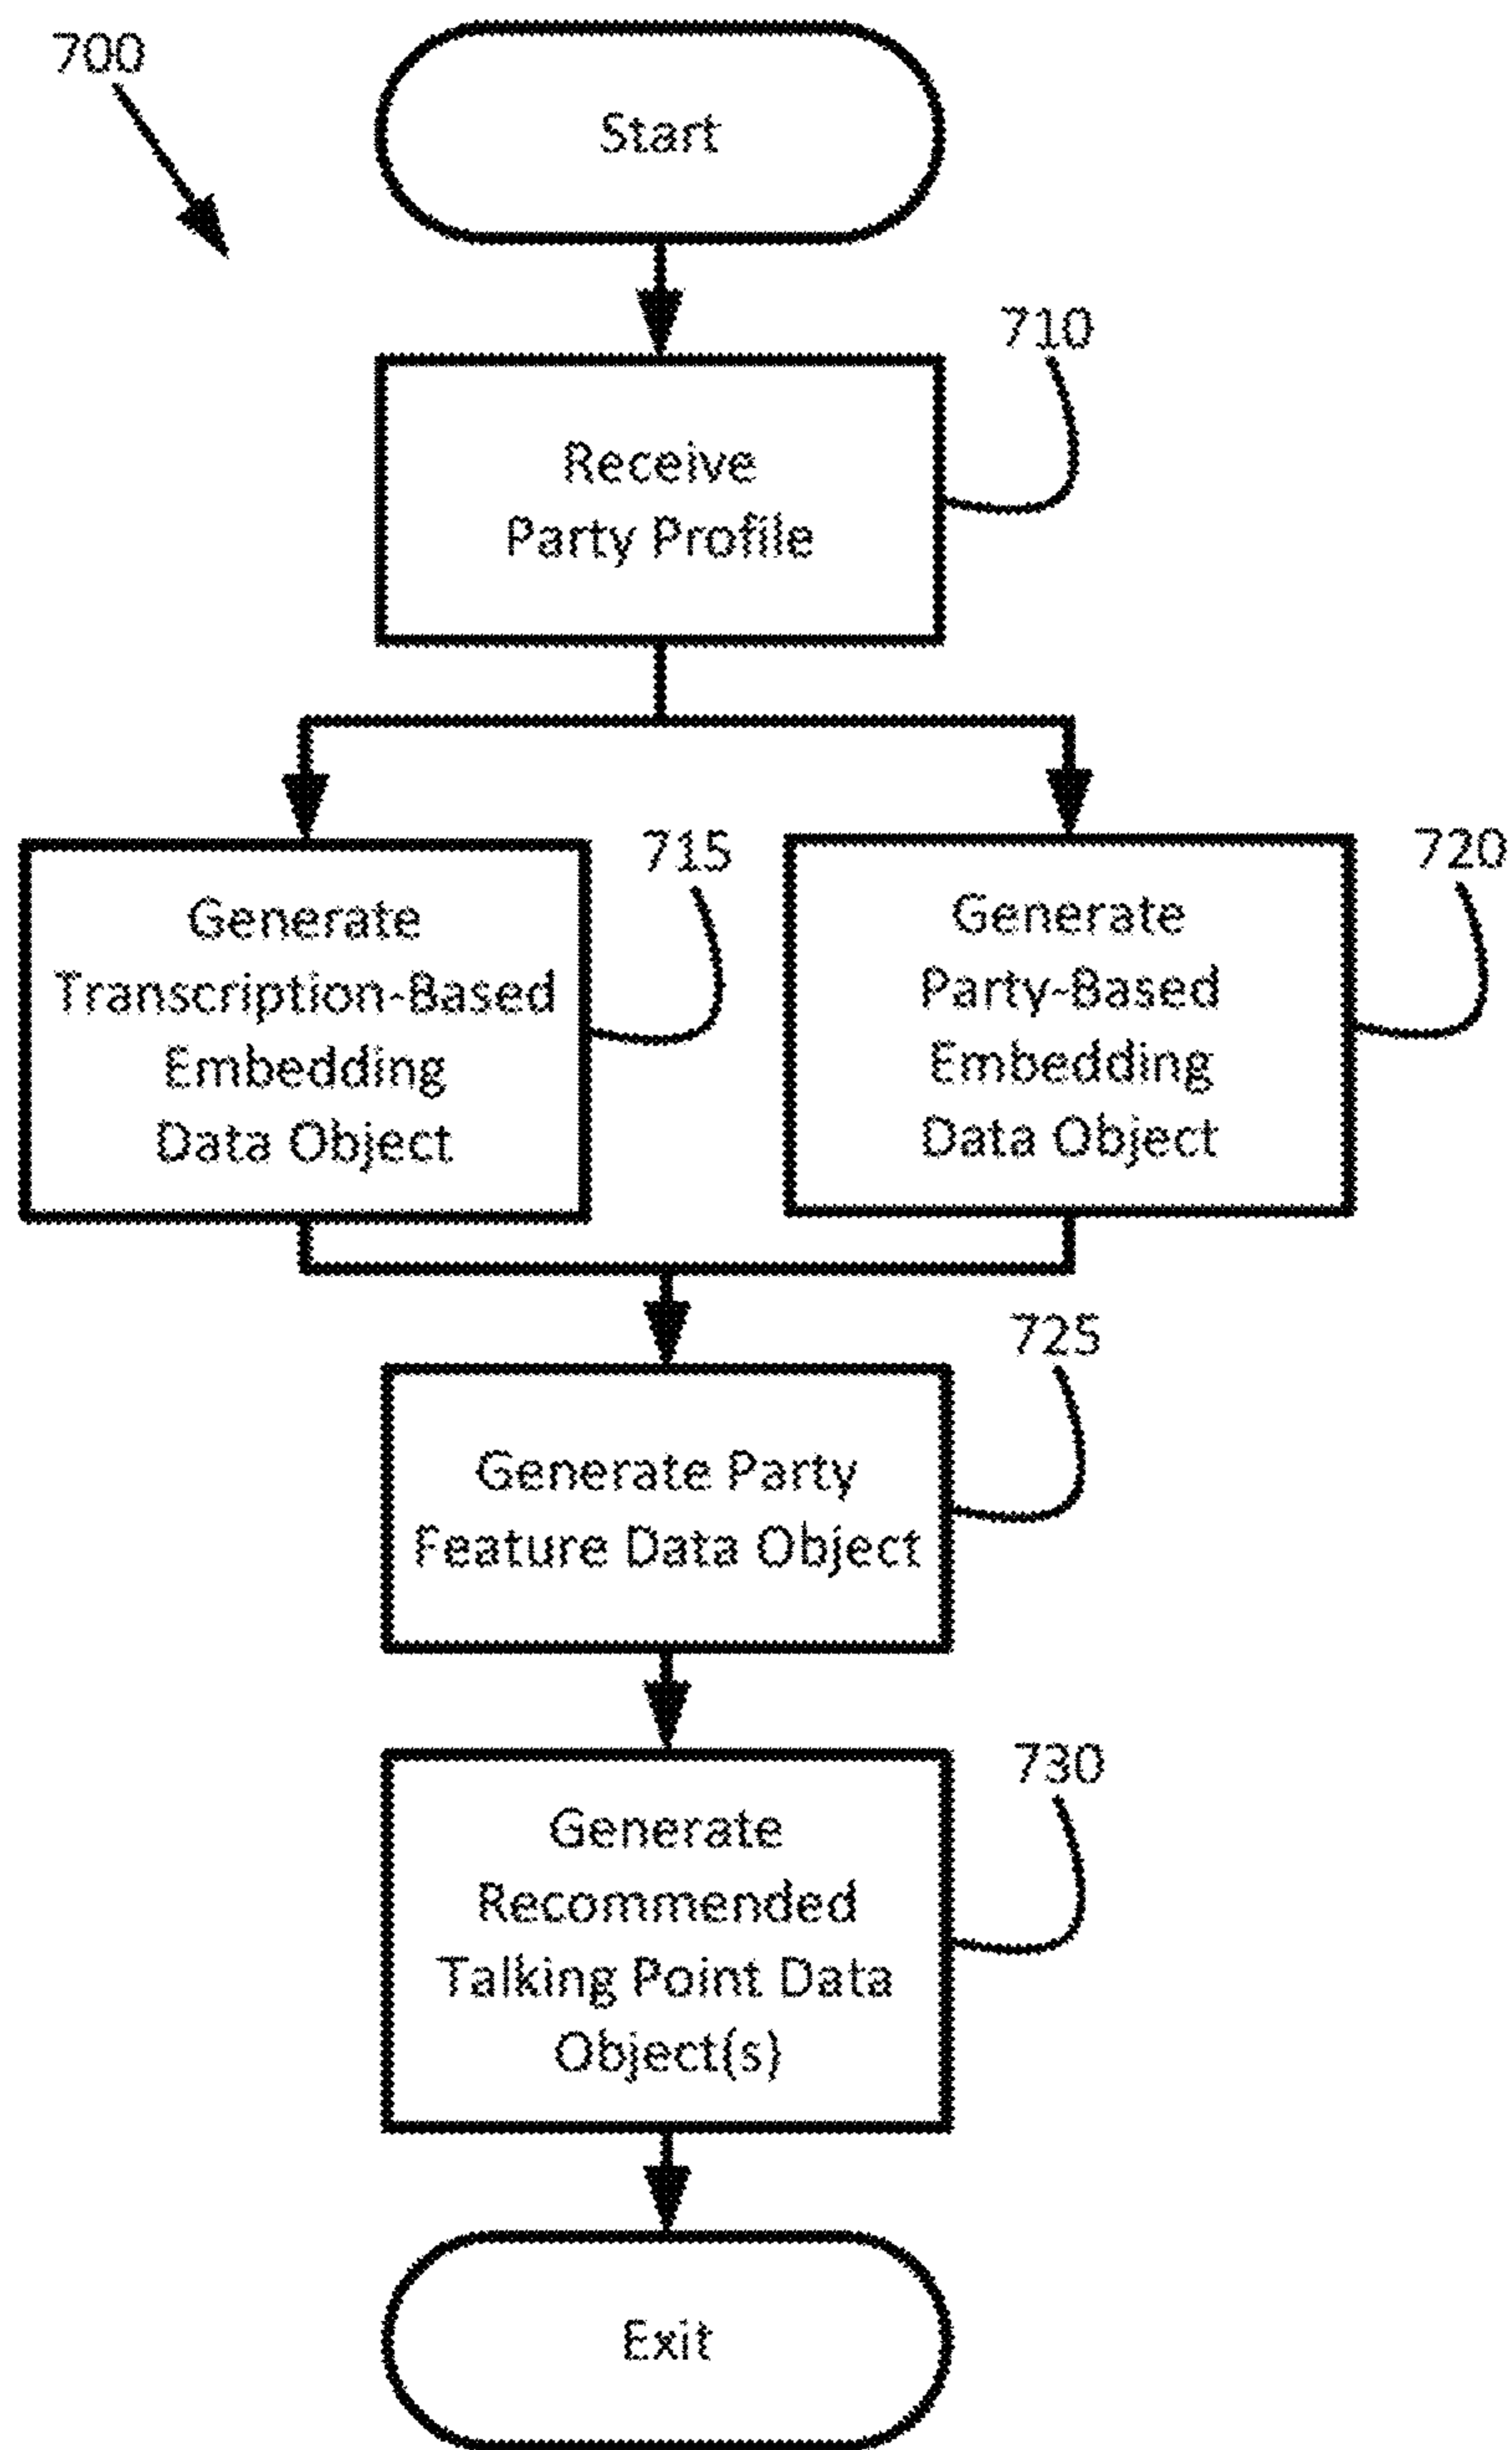 700
Start
710
Receive
Party Profile
715
Generate
Transcription-Based
Embedding
Data Object
720
Generate
Party-Based
Embedding
Data Object
725
Generate Party
Feature Data Object
730
Generate
Recommended
Talking Point Data
Object(s)
Exit